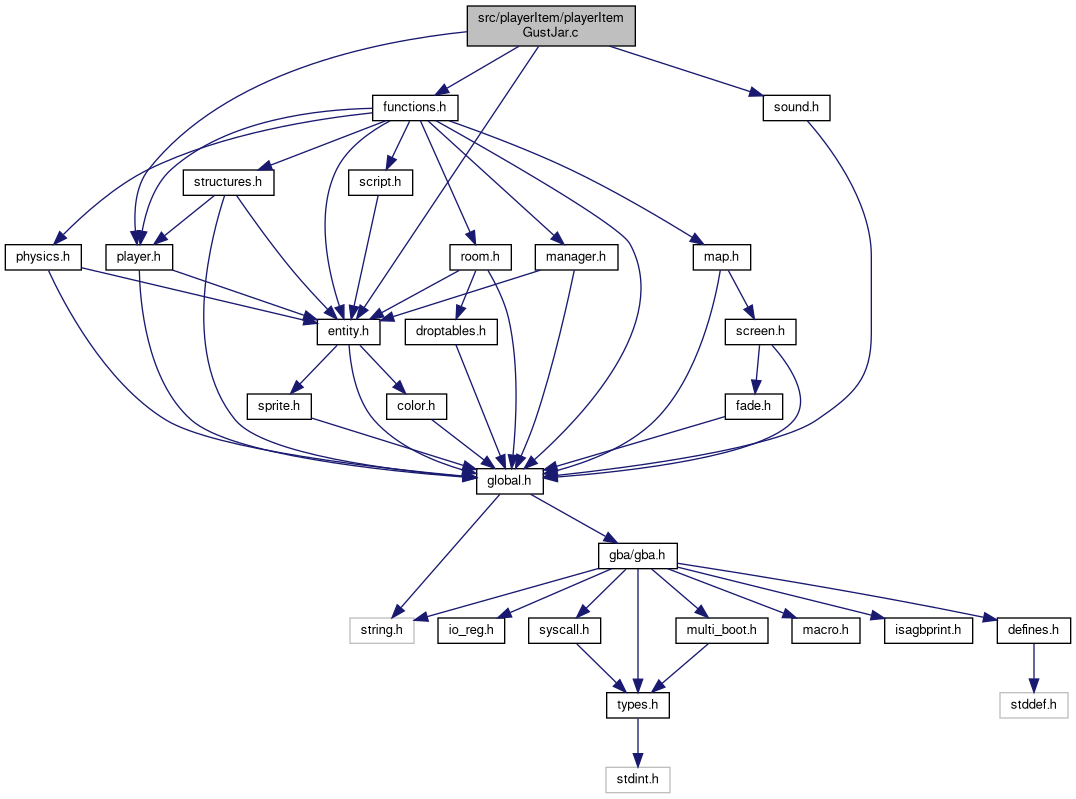 src/playerItem/playerItem
GustJar.c
functions.h
sound.h
structures.h
script.h
physics.h
player.h
room.h
manager.h
map.h
entity.h
droptables.h
screen.h
sprite.h
color.h
fade.h
global.h
gba/gba.h
string.h
io_reg.h
syscall.h
multi_boot.h
macro.h
isagbprint.h
defines.h
types.h
stddef.h
stdint.h